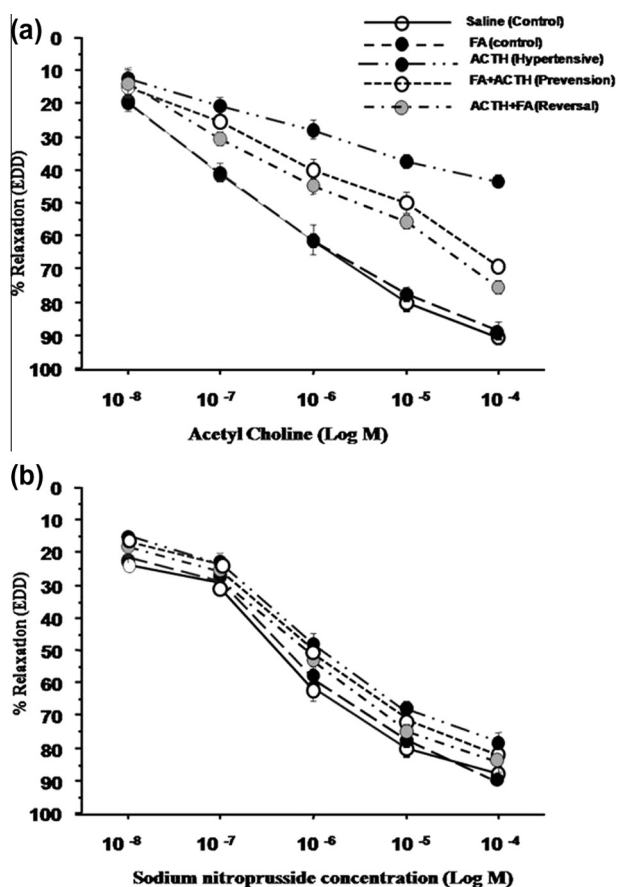 (a)
Saline (Control)
FA (control)
ACTH (Hypertensive)
FA+ACTH (Prevension)
ACTH+FA (Reversal)
% Relaxation (EDD)
0
10
20
30
40
50
60
70
80
90
100
10 -8
10 -7
10 -6
10 -5
10 -4
Acetyl Choline (Log M)
(b)
% Relaxation (EDD)
0
10
20
30
40
50
60
70
80
90
100
10 -8
10 -7
10 -6
10 -5
10 -4
Sodium nitroprusside concentration (Log M)